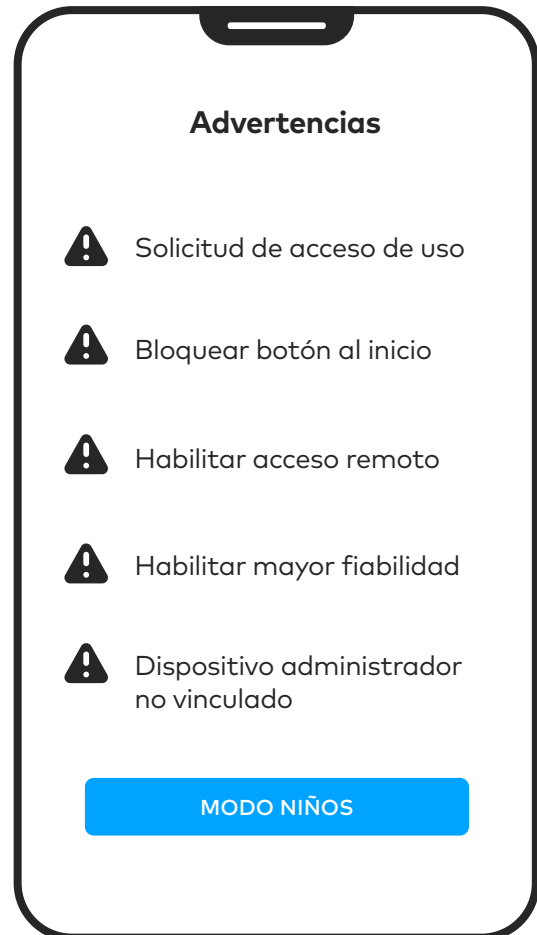 Advertencias
Solicitud de acceso de uso
Bloquear botón al inicio
Habilitar acceso remoto
Habilitar mayor fiabilidad
Dispositivo administrador
no vinculado
MODO NIÑOS